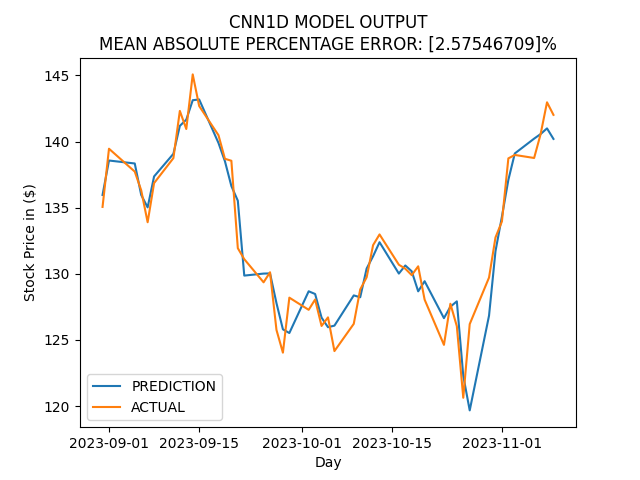 CNN1D MODEL OUTPUT
MEAN ABSOLUTE PERCENTAGE ERROR: [2.57546709]%
145
140
135
130
125
120
Stock Price in ($)
PREDICTION
ACTUAL
2023-09-01 2023-09-15 2023-10-01 2023-10-15 2023-11-01
Day